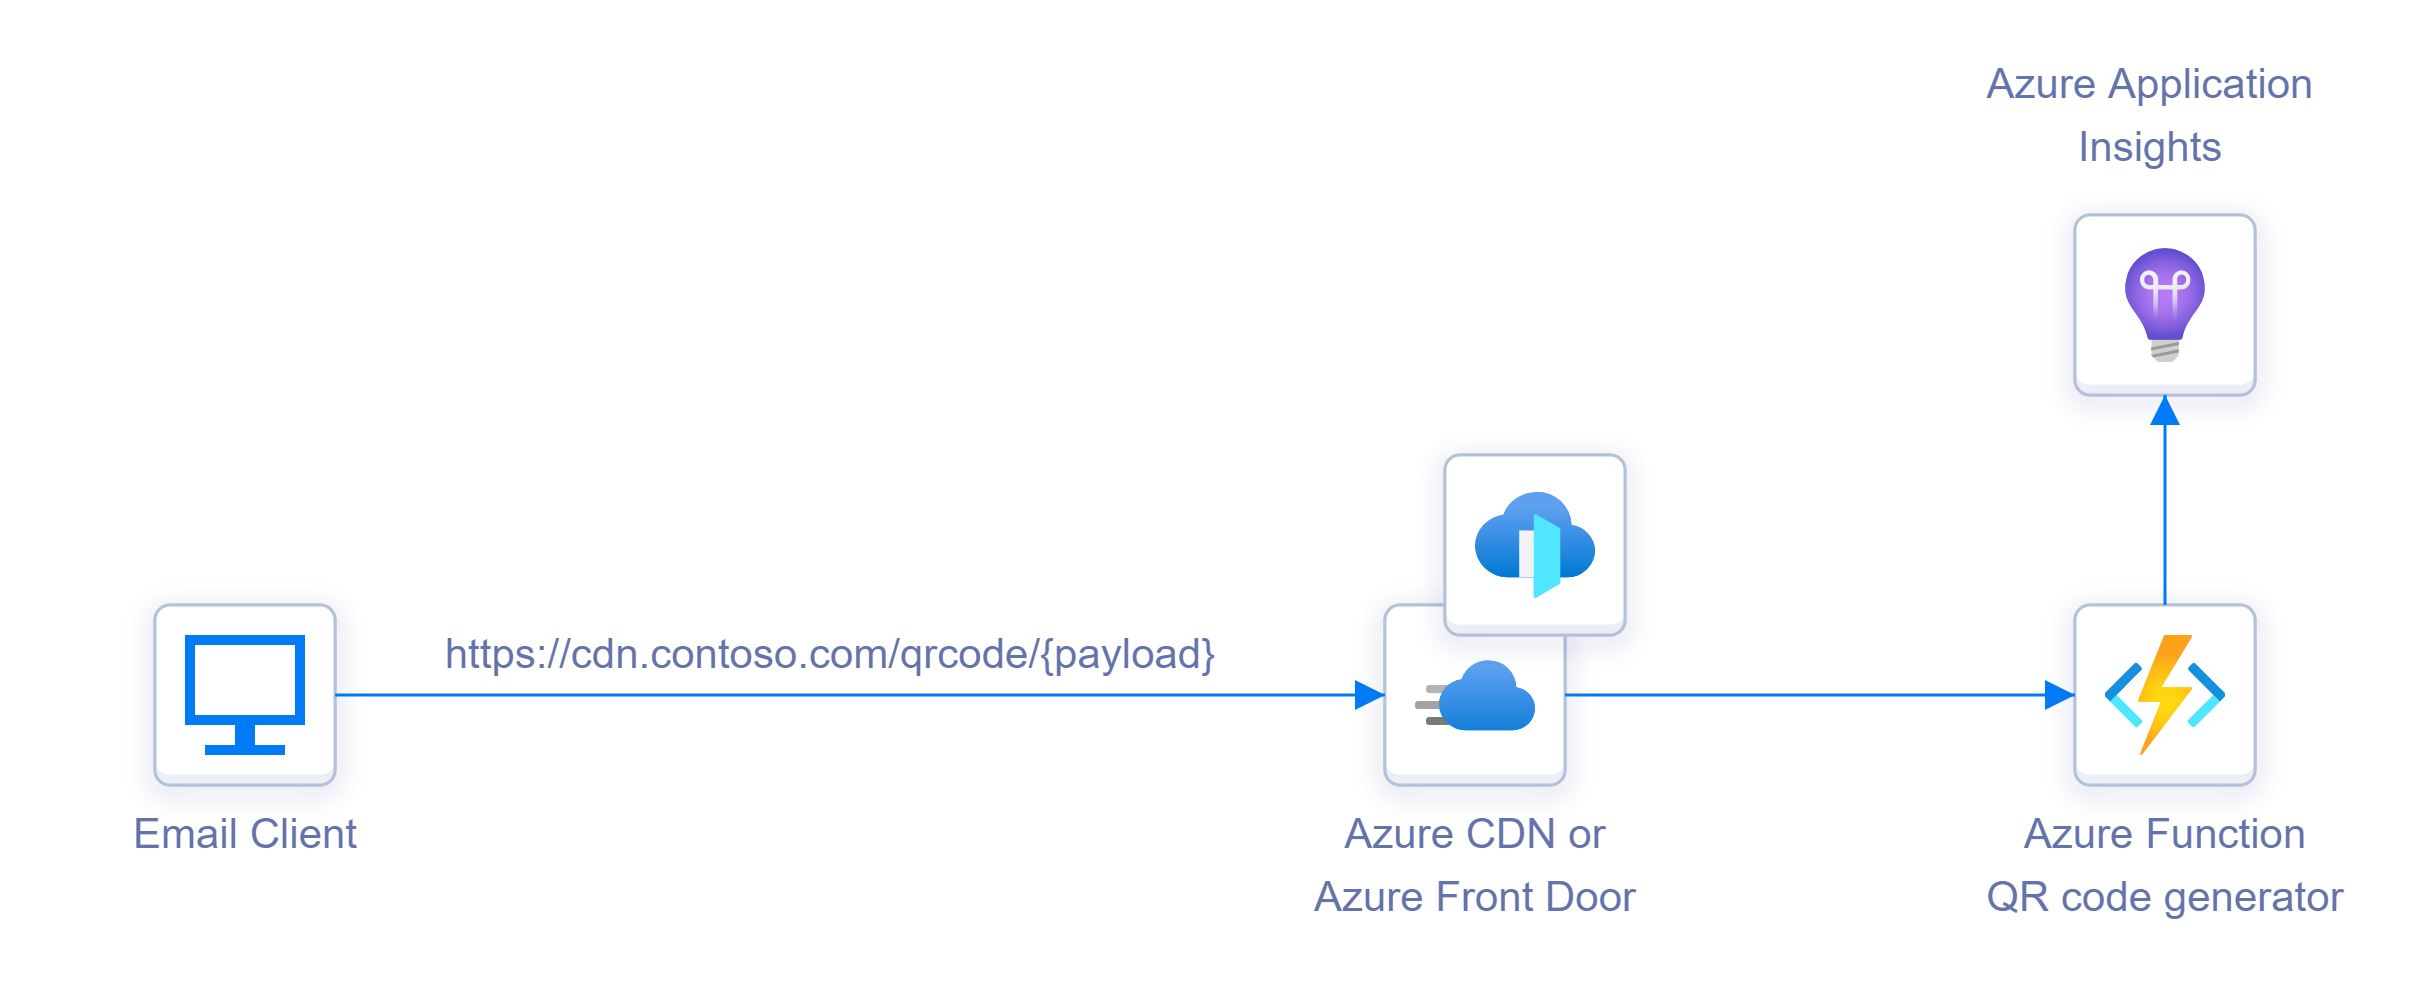 Azure Application
Insights
https://cdn.contoso.com/qrcode/{payload}
Email Client
Azure CDN or
Azure Front Door
Azure Function
QR code generator